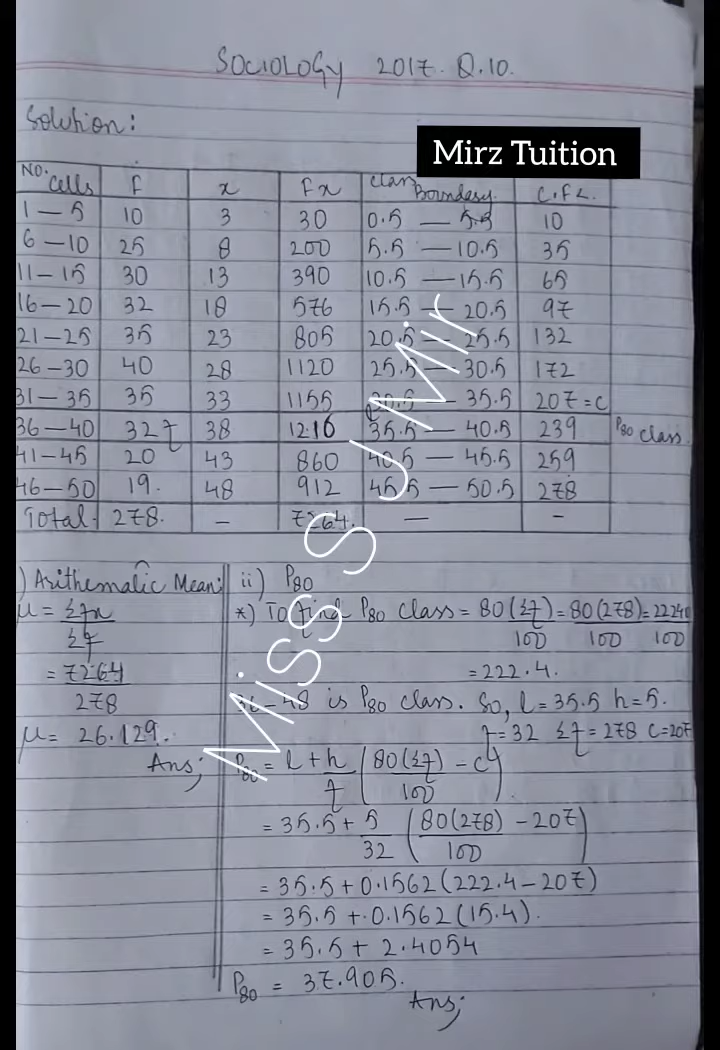 SOCIOLOGY 2017. Q.10.
Solution:
Mirz Tuition
NO. cells f x Fx Class Boundary. C.F<.
1 — 5 10 3 30 0.5 — 5.5 10
6 — 10 25 8 200 5.5 — 10.5 35
11 — 15 30 13 390 10.5 — 15.5 65
16 — 20 32 18 576 15.5 — 20.5 97
21 — 25 35 23 805 20.5 — 25.5 132
26 — 30 40 28 1120 25.5 — 30.5 172
31 — 35 35 33 1155 30.5 — 35.5 207 = C
36 — 40 32 f 38 1216 35.5 — 40.5 239 P80 class.
41 — 45 20 43 860 40.5 — 45.5 259
46 — 50 19. 48 912 45.5 — 50.5 278
Total. 278. — 7264. — —
) Arithematic Mean;
μ = Σfx
Σf
= 7264
278
μ = 26.129.
Ans;
ii) P80
*) To find P80 class = 80(Σf) = 80(278) = 22240
100 100 100
= 222.4.
36-48 is P80 class. So, l = 35.5 h = 5.
f = 32 Σf = 278 C = 207
P80 = l + h ( 80(Σf) - C )
f 100
= 35.5 + 5 ( 80(278) - 207 )
32 100
= 35.5 + 0.1562 (222.4 - 207)
= 35.5 + 0.1562 (15.4).
= 35.5 + 2.4054
P80 = 37.905.
Ans;
Miss S J Mir